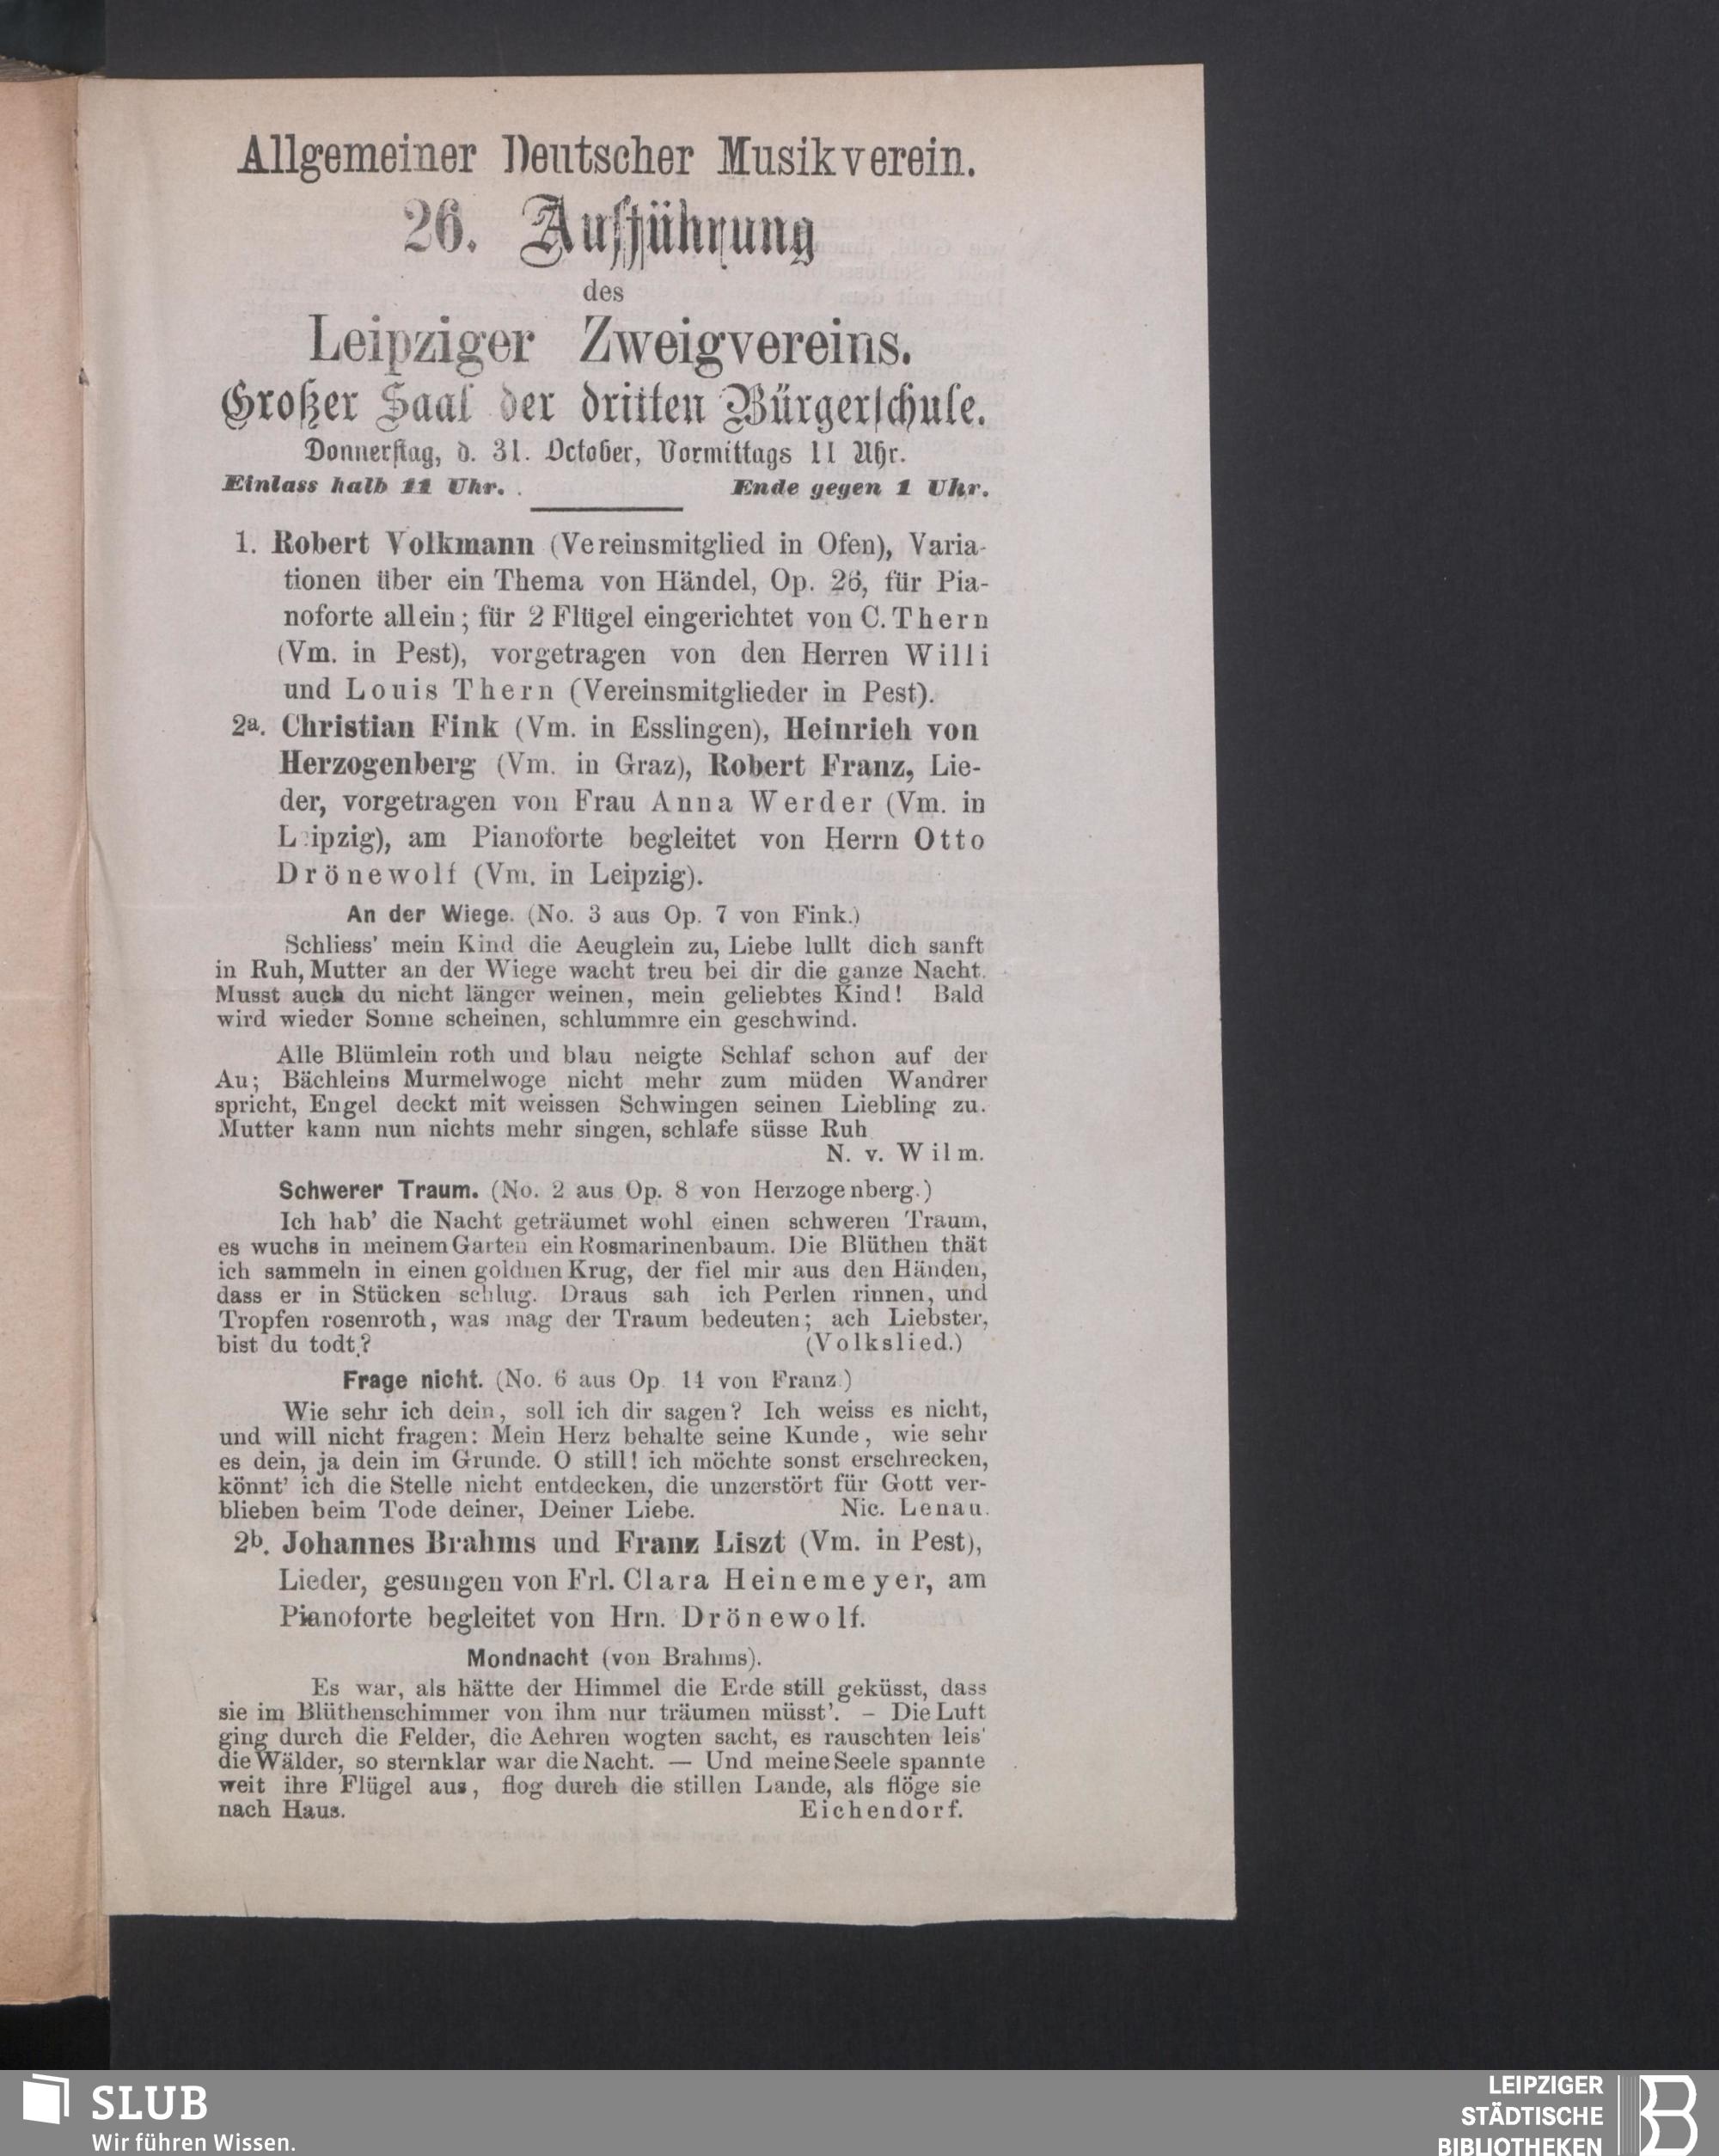 Allgemeiner Deutscher Musikverein.
26. Aufführung
des
Leipziger Zweigvereins.
Großer Saal der dritten Bürgerschule.
Donnerstag, d. 31. October, Vormittags 11 Uhr.
Einlass halb 11 Uhr. Ende gegen 1 Uhr.
1. Robert Volkmann (Vereinsmitglied in Ofen), Varia-
tionen über ein Thema von Händel, Op. 26, für Pia-
noforte allein; für 2 Flügel eingerichtet von C. Thern
(Vm. in Pest), vorgetragen von den Herren Willi
und Louis Thern (Vereinsmitglieder in Pest).
2a. Christian Fink (Vm. in Esslingen), Heinrich von
Herzogenberg (Vm. in Graz), Robert Franz, Lie-
der, vorgetragen von Frau Anna Werder (Vm. in
Leipzig), am Pianoforte begleitet von Herrn Otto
Drönewolf (Vm. in Leipzig).
An der Wiege. (No. 3 aus Op. 7 von Fink.)
Schliess' mein Kind die Aeuglein zu, Liebe lullt dich sanft
in Ruh, Mutter an der Wiege wacht treu bei dir die ganze Nacht.
Musst auch du nicht länger weinen, mein geliebtes Kind! Bald
wird wieder Sonne scheinen, schlummre ein geschwind.
Alle Blümlein roth und blau neigte Schlaf schon auf der
Au; Bächleins Murmelwoge nicht mehr zum müden Wandrer
spricht, Engel deckt mit weissen Schwingen seinen Liebling zu.
Mutter kann nun nichts mehr singen, schlafe süsse Ruh
N. v. Wilm.
Schwerer Traum. (No. 2 aus Op. 8 von Herzogenberg.)
Ich hab' die Nacht geträumet wohl einen schweren Traum,
es wuchs in meinem Garten ein Rosmarinenbaum. Die Blüthen thät
ich sammeln in einen goldnen Krug, der fiel mir aus den Händen,
dass er in Stücken schlug. Draus sah ich Perlen rinnen, und
Tropfen rosenroth, was mag der Traum bedeuten; ach Liebster,
bist du todt? (Volkslied.)
Frage nicht. (No. 6 aus Op. 14 von Franz.)
Wie sehr ich dein, soll ich dir sagen? Ich weiss es nicht,
und will nicht fragen: Mein Herz behalte seine Kunde, wie sehr
es dein, ja dein im Grunde. O still! ich möchte sonst erschrecken,
könnt' ich die Stelle nicht entdecken, die unzerstört für Gott ver-
blieben beim Tode deiner, Deiner Liebe. Nic. Lenau.
2b. Johannes Brahms und Franz Liszt (Vm. in Pest),
Lieder, gesungen von Frl. Clara Heinemeyer, am
Pianoforte begleitet von Hrn. Drönewolf.
Mondnacht (von Brahms).
Es war, als hätte der Himmel die Erde still geküsst, dass
sie im Blüthenschimmer von ihm nur träumen müsst'. – Die Luft
ging durch die Felder, die Aehren wogten sacht, es rauschten leis'
die Wälder, so sternklar war die Nacht. — Und meine Seele spannte
weit ihre Flügel aus, flog durch die stillen Lande, als flöge sie
nach Haus. Eichendorf.
SLUB
Wir führen Wissen.
LEIPZIGER
STÄDTISCHE
BIBLIOTHEKEN